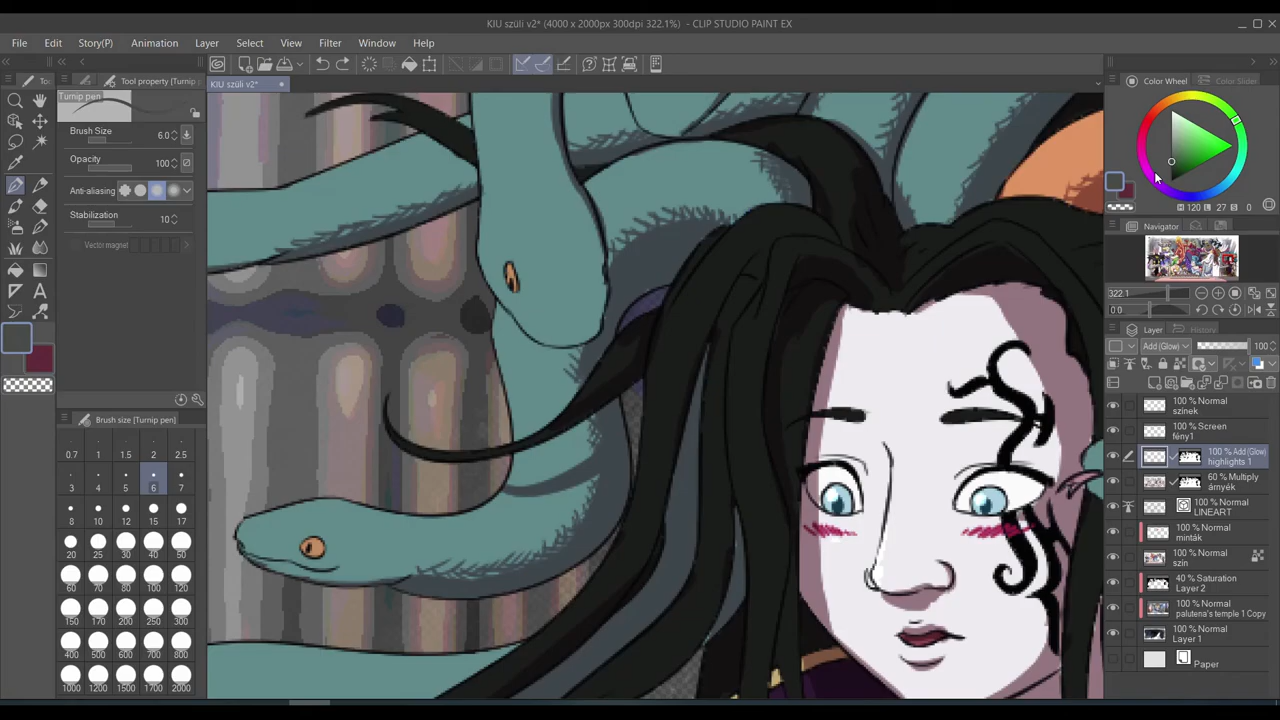 KIU szüli v2* (4000 x 2000px 300dpi 322.1%) - CLIP STUDIO PAINT EX
File Edit Story(P) Animation Layer Select View Filter Window Help
KIU szüli v2*
Tool property [Turnip pen]
Turnip pen
Brush Size 6.0
Opacity 100
Anti-aliasing
Stabilization 10
Vector magnet
Brush size [Turnip pen]
0.7 1 1.5 2 2.5
3 4 5 6 7
8 10 12 15 17
20 25 30 40 50
60 70 80 100 120
150 170 200 250 300
400 500 600 700 800
1000 1200 1500 1700 2000
Color Wheel Color Slider
H 120 L 27 S 0
Navigator
322.1
0.0
Layer History
Add (Glow) 100
100 % Normal
színek
100 % Screen
fény1
100 % Add (Glow)
highlights 1
60 % Multiply
árnyék
100 % Normal
LINEART
100 % Normal
minták
100 % Normal
szín
40 % Saturation
Layer 2
100 % Normal
palutena's temple 1 Copy
100 % Normal
Layer 1
Paper